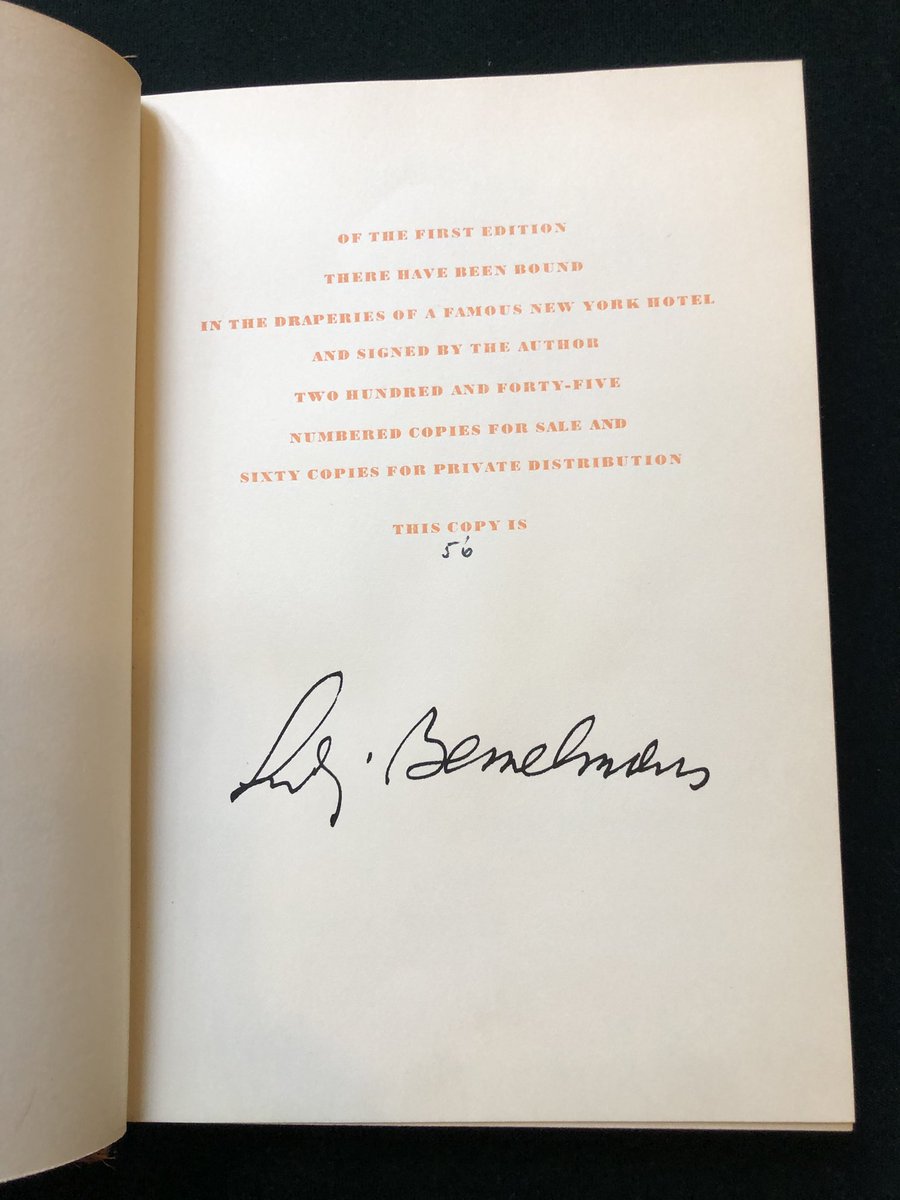 OF THE FIRST EDITION
THERE HAVE BEEN BOUND
IN THE DRAPERIES OF A FAMOUS NEW YORK HOTEL
AND SIGNED BY THE AUTHOR
TWO HUNDRED AND FORTY-FIVE
NUMBERED COPIES FOR SALE AND
SIXTY COPIES FOR PRIVATE DISTRIBUTION
THIS COPY IS
56
Bemelmans